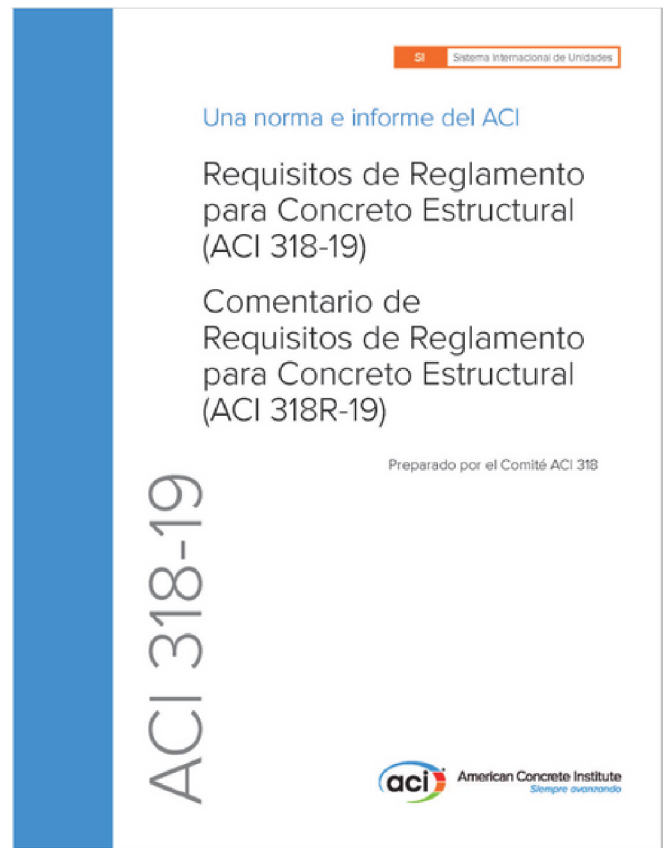 SI Sistema Internacional de Unidades
Una norma e informe del ACI
Requisitos de Reglamento
para Concreto Estructural
(ACI 318-19)
Comentario de
Requisitos de Reglamento
para Concreto Estructural
(ACI 318R-19)
Preparado por el Comité ACI 318
ACI 318-19
aci American Concrete Institute
Siempre avanzando